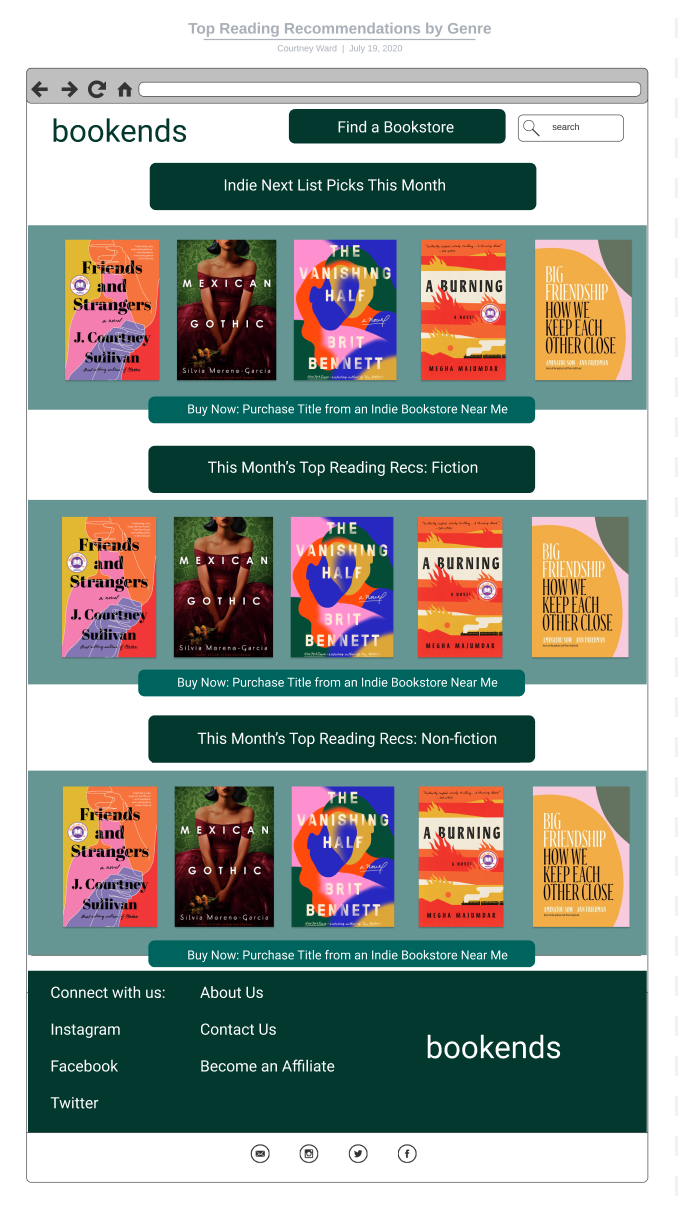 Top Reading Recommendations by Genre
Courtney Ward | July 19, 2020
bookends
Find a Bookstore
search
Indie Next List Picks This Month
Friends
and
Strangers
a novel
J. Courtney
Sullivan
MEXICAN
GOTHIC
Silvia Moreno-Garcia
THE
VANISHING
HALF
a novel
BRIT
BENNETT
A BURNING
A NOVEL
MEGHA MAJUMDAR
BIG
FRIENDSHIP
HOW WE
KEEP EACH
OTHER CLOSE
AMINATOU SOW ANN FRIEDMAN
Buy Now: Purchase Title from an Indie Bookstore Near Me
This Month's Top Reading Recs: Fiction
Friends
and
Strangers
a novel
J. Courtney
Sullivan
MEXICAN
GOTHIC
Silvia Moreno-Garcia
THE
VANISHING
HALF
a novel
BRIT
BENNETT
A BURNING
A NOVEL
MEGHA MAJUMDAR
BIG
FRIENDSHIP
HOW WE
KEEP EACH
OTHER CLOSE
AMINATOU SOW ANN FRIEDMAN
Buy Now: Purchase Title from an Indie Bookstore Near Me
This Month's Top Reading Recs: Non-fiction
Friends
and
Strangers
a novel
J. Courtney
Sullivan
MEXICAN
GOTHIC
Silvia Moreno-Garcia
THE
VANISHING
HALF
a novel
BRIT
BENNETT
A BURNING
A NOVEL
MEGHA MAJUMDAR
BIG
FRIENDSHIP
HOW WE
KEEP EACH
OTHER CLOSE
AMINATOU SOW ANN FRIEDMAN
Buy Now: Purchase Title from an Indie Bookstore Near Me
Connect with us:
Instagram
Facebook
Twitter
About Us
Contact Us
Become an Affiliate
bookends